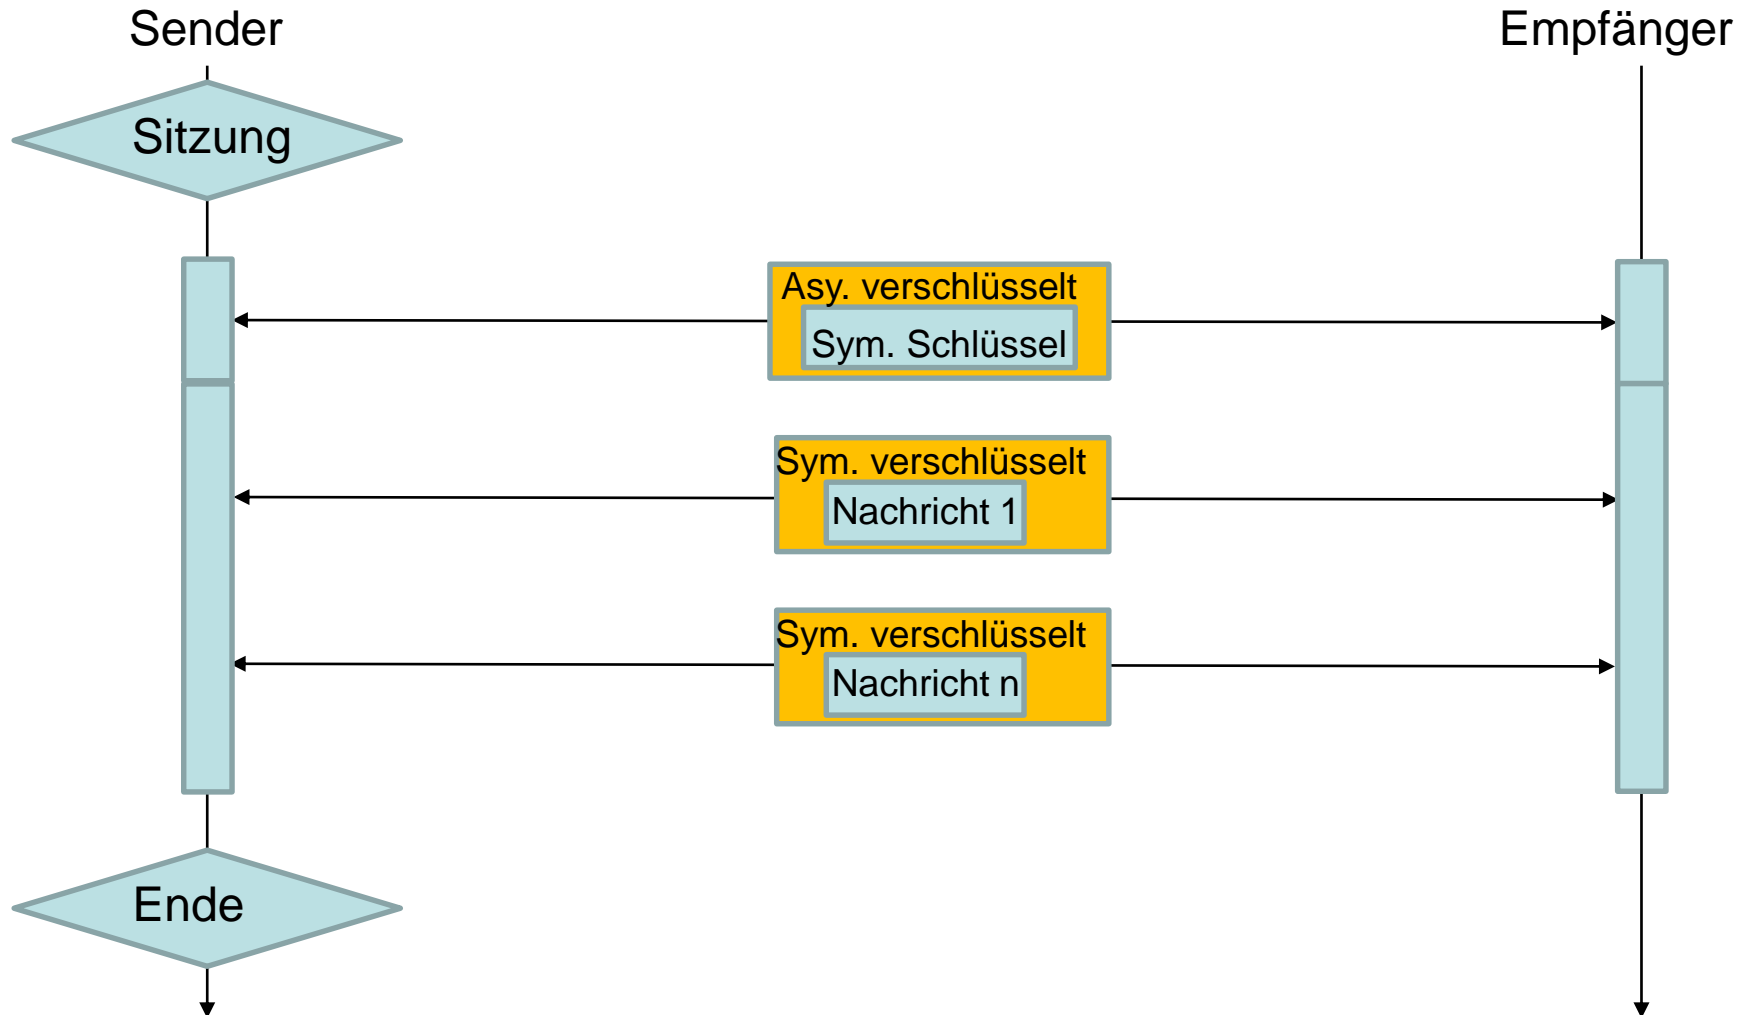 Sender
Empfänger
Sitzung
Asy. verschlüsselt
Sym. Schlüssel
Sym. verschlüsselt
Nachricht 1
Sym. verschlüsselt
Nachricht n
Ende